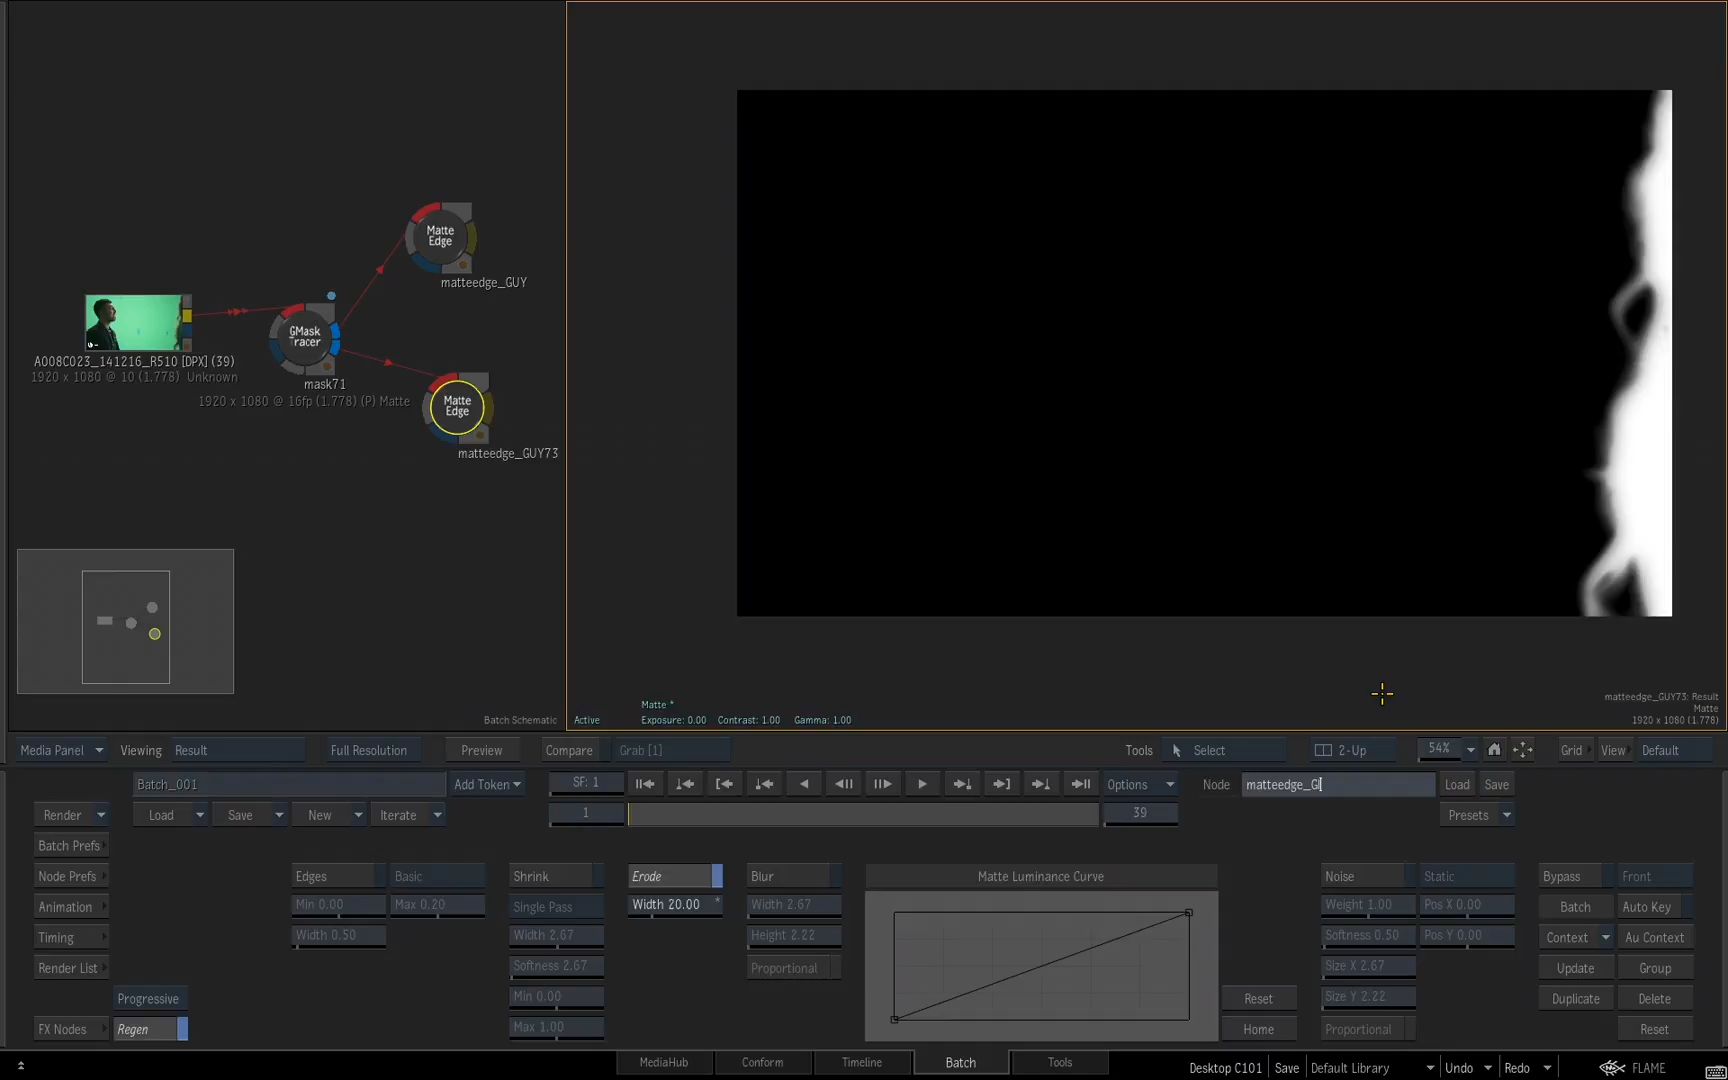 Matte
Edge
matteedge_GUY
GMask
Tracer
A008C023_141216_R510 [DPX] (39)
1920 x 1080 @ 10 (1.778) Unknown
mask71
1920 x 1080 @ 16fp (1.778) (P) Matte
Matte
Edge
matteedge_GUY73
Batch Schematic
Matte *
Active Exposure: 0.00 Contrast: 1.00 Gamma: 1.00
matteedge_GUY73: Result
Matte
1920 x 1080 (1.778)
Media Panel Viewing Result Full Resolution Preview Compare Grab [1] Tools Select 2-Up 54% Grid View Default
Batch_001 Add Token SF: 1 Options Node matteedge_G Load Save
Render Load Save New Iterate 1 39 Presets
Batch Prefs
Node Prefs Edges Basic Shrink Erode Blur Matte Luminance Curve Noise Static Bypass Front
Animation Min 0.00 Max 0.20 Single Pass Width 20.00 * Width 2.67 Weight 1.00 Pos X 0.00 Batch Auto Key
Timing Width 0.50 Width 2.67 Height 2.22 Softness 0.50 Pos Y 0.00 Context Au Context
Render List Softness 2.67 Proportional Size X 2.67 Update Group
Progressive Min 0.00 Reset Size Y 2.22 Duplicate Delete
FX Nodes Regen Max 1.00 Home Proportional Reset
MediaHub Conform Timeline Batch Tools Desktop C101 Save Default Library Undo Redo FLAME